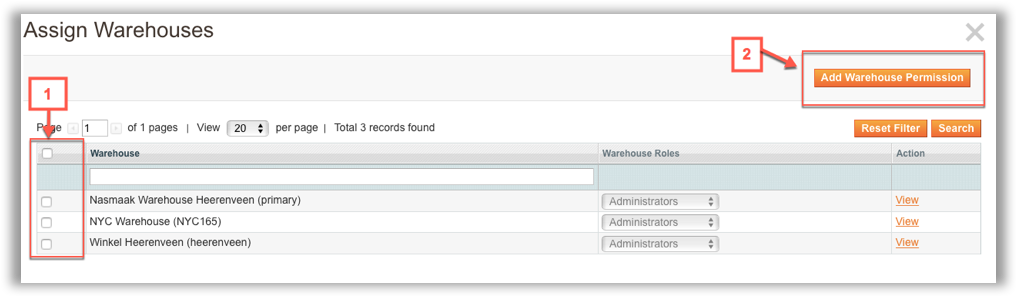 Assign Warehouses
2
Add Warehouse Permission
1
Page 1 of 1 pages | View 20 per page | Total 3 records found
Reset Filter Search
Warehouse Warehouse Roles Action
Nasmaak Warehouse Heerenveen (primary) Administrators View
NYC Warehouse (NYC165) Administrators View
Winkel Heerenveen (heerenveen) Administrators View